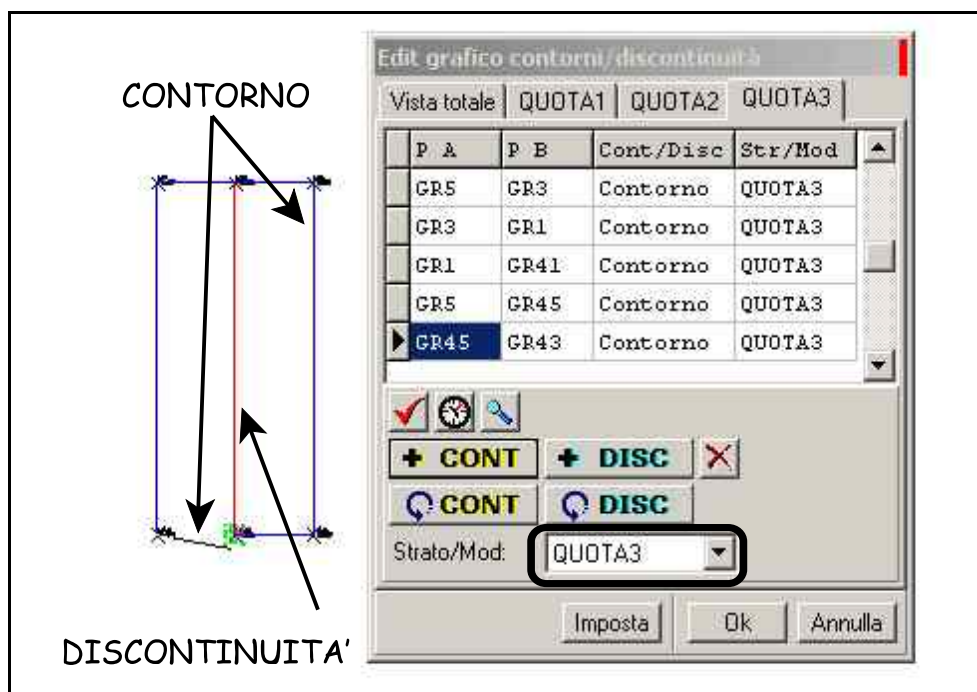 CONTORNO
DISCONTINUITA'
Edit grafico contorni/discontinuità
Vista totale QUOTA1 QUOTA2 QUOTA3
P A P B Cont/Disc Str/Mod
GR5 GR3 Contorno QUOTA3
GR3 GR1 Contorno QUOTA3
GR1 GR41 Contorno QUOTA3
GR5 GR45 Contorno QUOTA3
GR45 GR43 Contorno QUOTA3
+ CONT + DISC
CONT DISC
Strato/Mod: QUOTA3
Imposta Ok Annulla